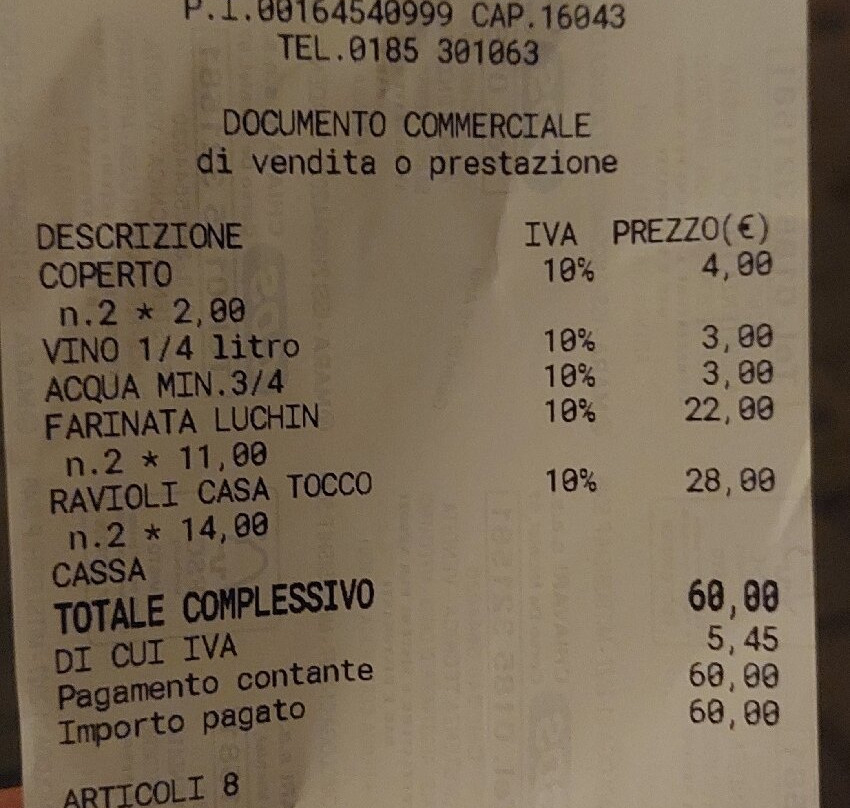 P.I.00164540999 CAP.16043
TEL.0185 301063
DOCUMENTO COMMERCIALE
di vendita o prestazione
DESCRIZIONE IVA PREZZO(€)
COPERTO 10% 4,00
n.2 * 2,00
VINO 1/4 litro 10% 3,00
ACQUA MIN.3/4 10% 3,00
FARINATA LUCHIN 10% 22,00
n.2 * 11,00
RAVIOLI CASA TOCCO 10% 28,00
n.2 * 14,00
CASSA
TOTALE COMPLESSIVO 60,00
DI CUI IVA 5,45
Pagamento contante 60,00
Importo pagato 60,00
ARTICOLI 8